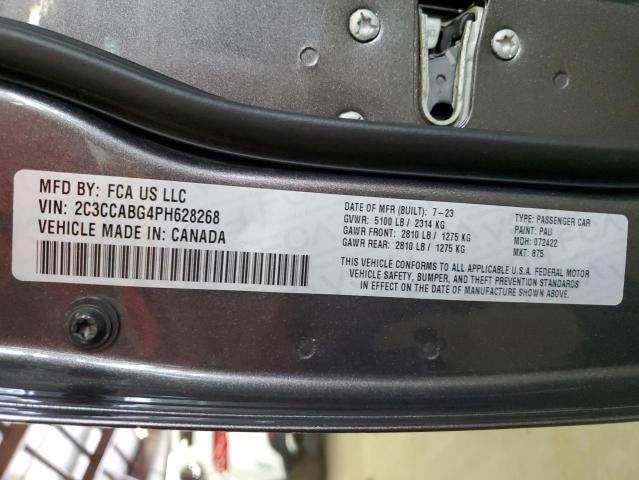 MFD BY: FCA US LLC
VIN: 2C3CCABG4PH628268
VEHICLE MADE IN: CANADA
DATE OF MFR (BUILT): 7-23
GVWR: 5100 LB / 2314 KG
GAWR FRONT: 2810 LB / 1275 KG
GAWR REAR: 2810 LB / 1275 KG
TYPE: PASSENGER CAR
PAINT: PAU
MDH: 072422
MKT: 875
THIS VEHICLE CONFORMS TO ALL APPLICABLE U.S.A. FEDERAL MOTOR
VEHICLE SAFETY, BUMPER, AND THEFT PREVENTION STANDARDS
IN EFFECT ON THE DATE OF MANUFACTURE SHOWN ABOVE.